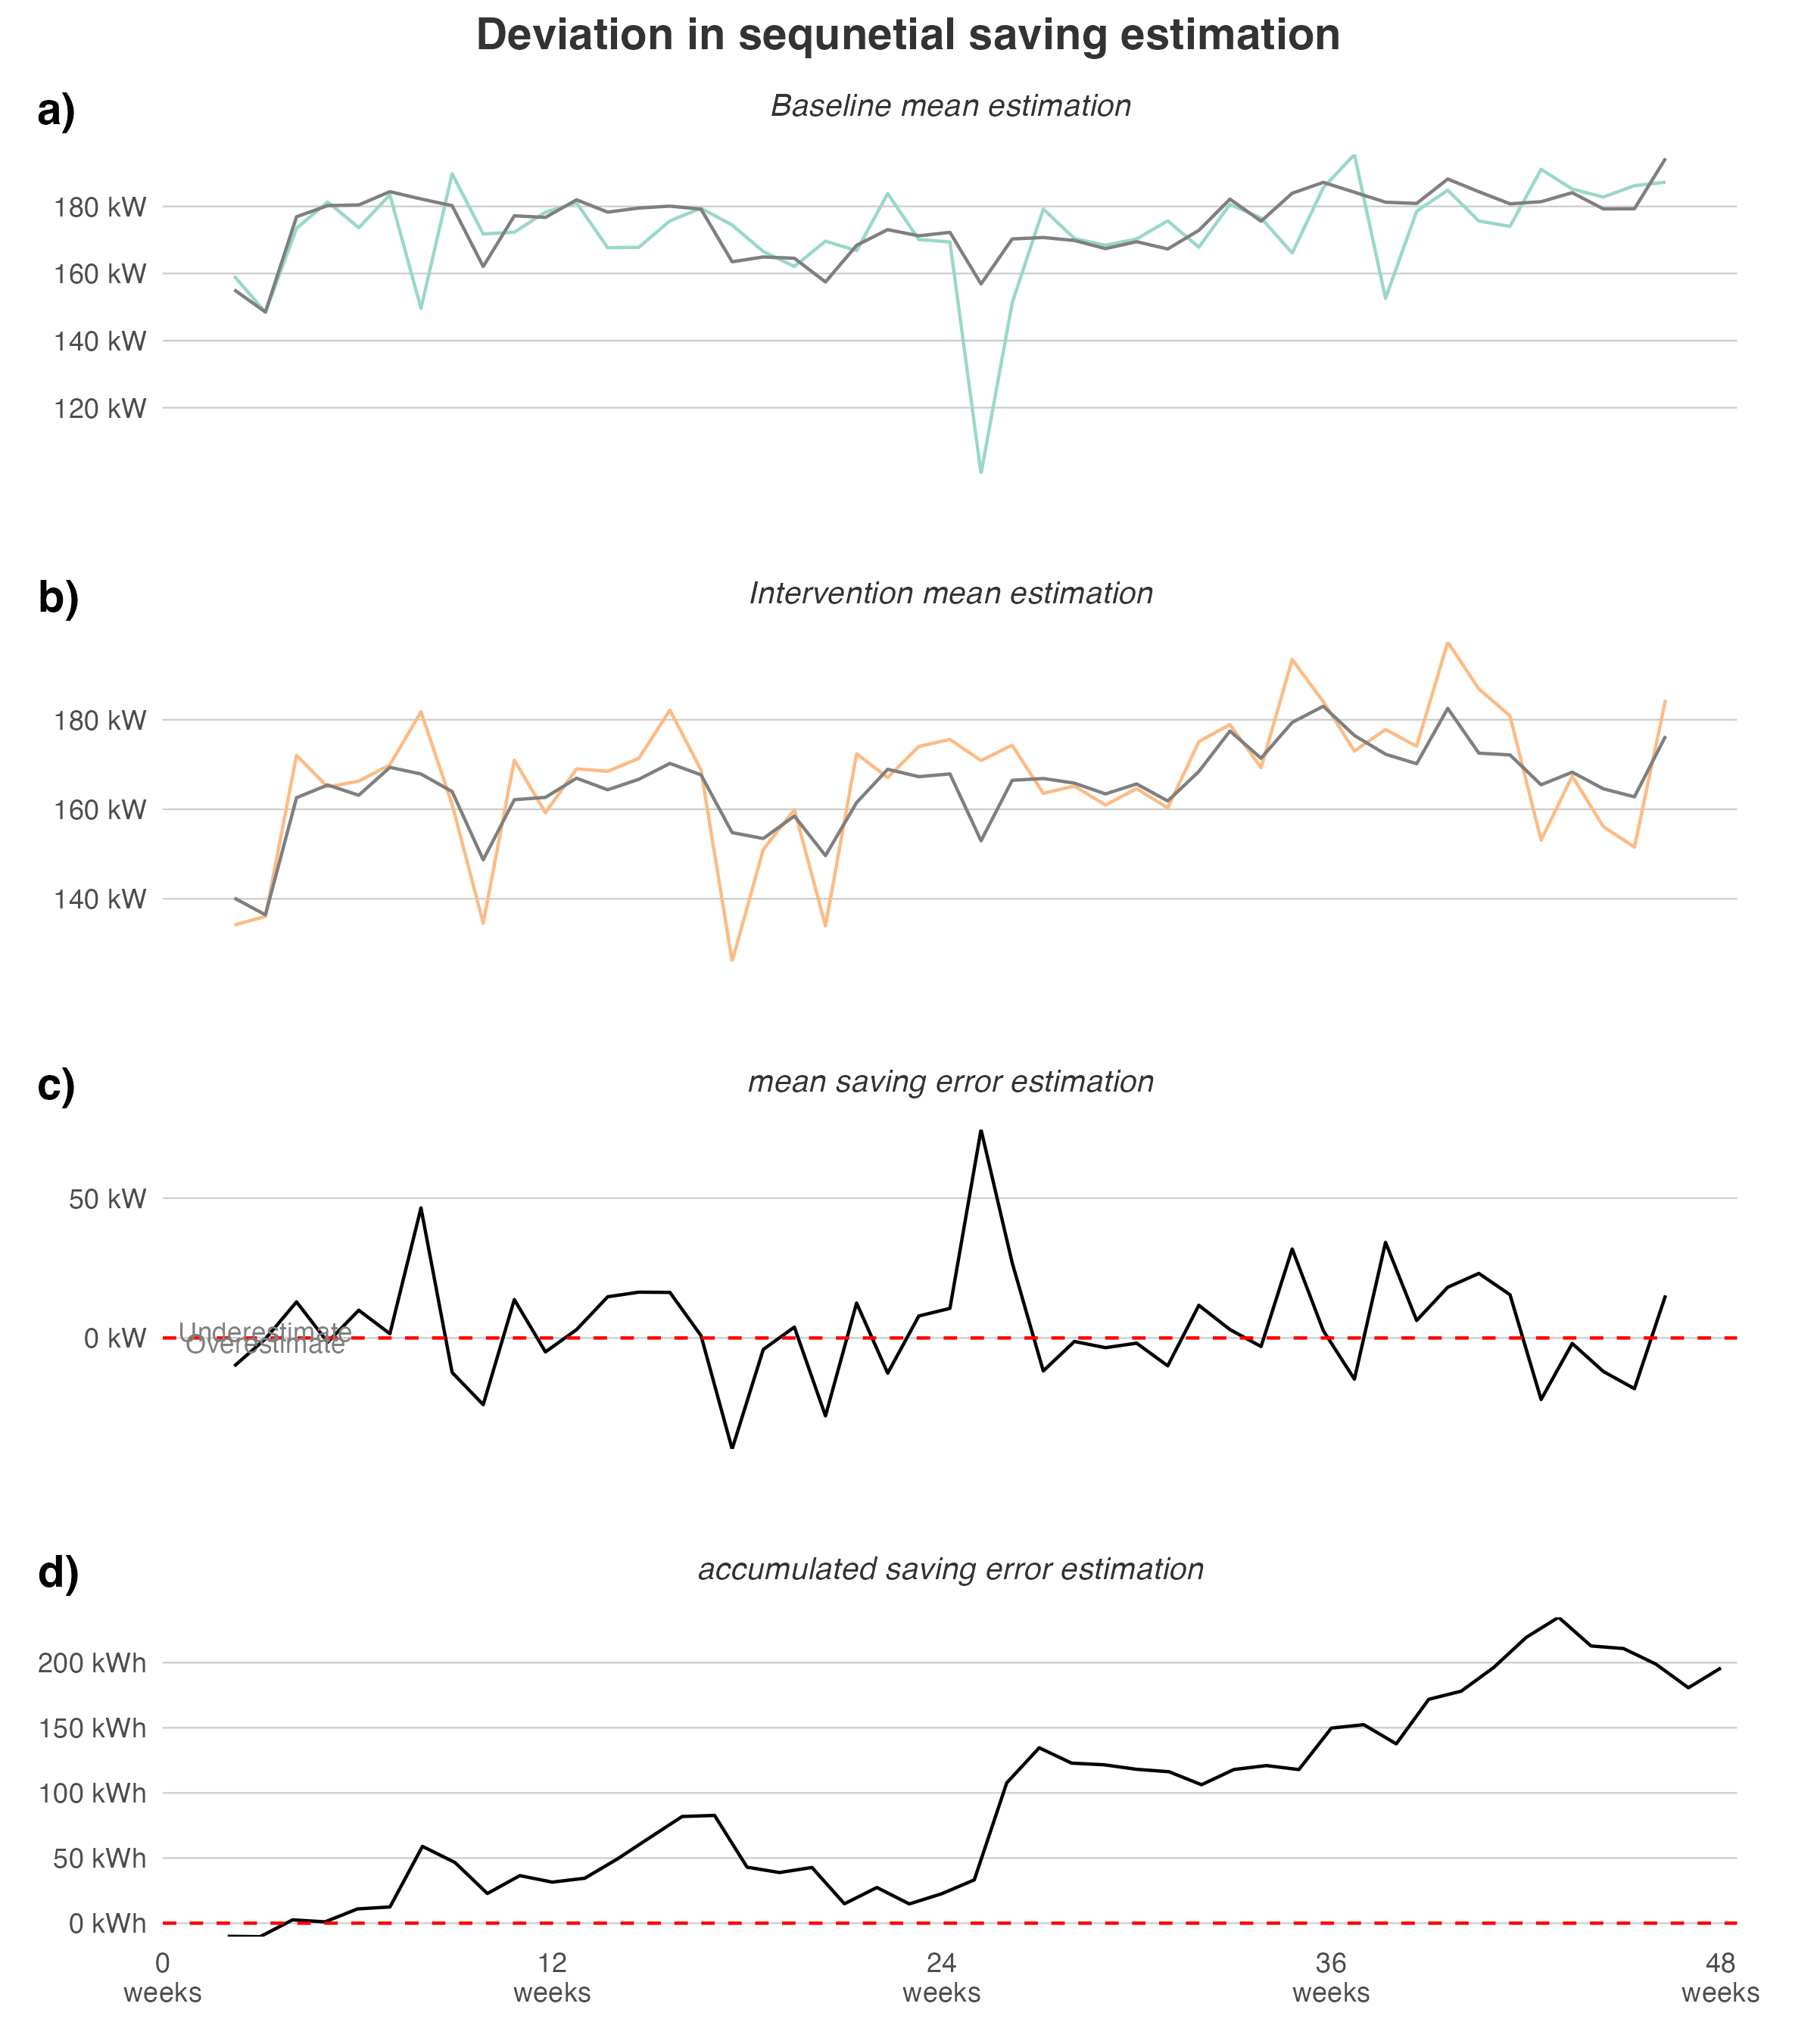 Deviation in sequnetial saving estimation
a)
Baseline mean estimation
180 kW
160 kW
140 kW
120 kW
b)
Intervention mean estimation
180 kW
160 kW
140 kW
c)
mean saving error estimation
50 kW
0 kW
Underestimate
Overestimate
d)
accumulated saving error estimation
200 kWh
150 kWh
100 kWh
50 kWh
0 kWh
0 12 24 36 48
weeks weeks weeks weeks weeks